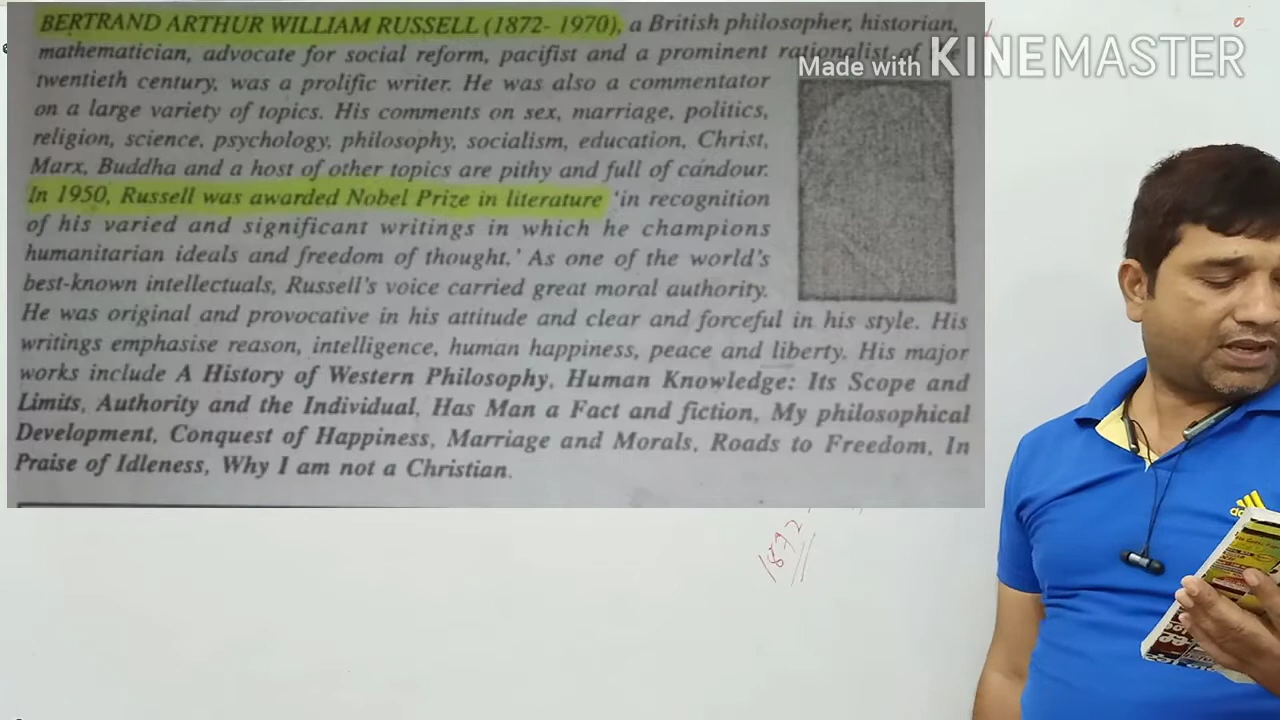 BERTRAND ARTHUR WILLIAM RUSSELL (1872- 1970), a British philosopher, historian,
mathematician, advocate for social reform, pacifist and a prominent rationalist of
Made with KINEMASTER
twentieth century, was a prolific writer. He was also a commentator
on a large variety of topics. His comments on sex, marriage, politics,
religion, science, psychology, philosophy, socialism, education, Christ,
Marx, Buddha and a host of other topics are pithy and full of candour.
In 1950, Russell was awarded Nobel Prize in literature 'in recognition
of his varied and significant writings in which he champions
humanitarian ideals and freedom of thought,' As one of the world's
best-known intellectuals, Russell's voice carried great moral authority.
He was original and provocative in his attitude and clear and forceful in his style. His
writings emphasise reason, intelligence, human happiness, peace and liberty. His major
works include A History of Western Philosophy, Human Knowledge: Its Scope and
Limits, Authority and the Individual, Has Man a Fact and fiction, My philosophical
Development, Conquest of Happiness, Marriage and Morals, Roads to Freedom, In
Praise of Idleness, Why I am not a Christian.
1872